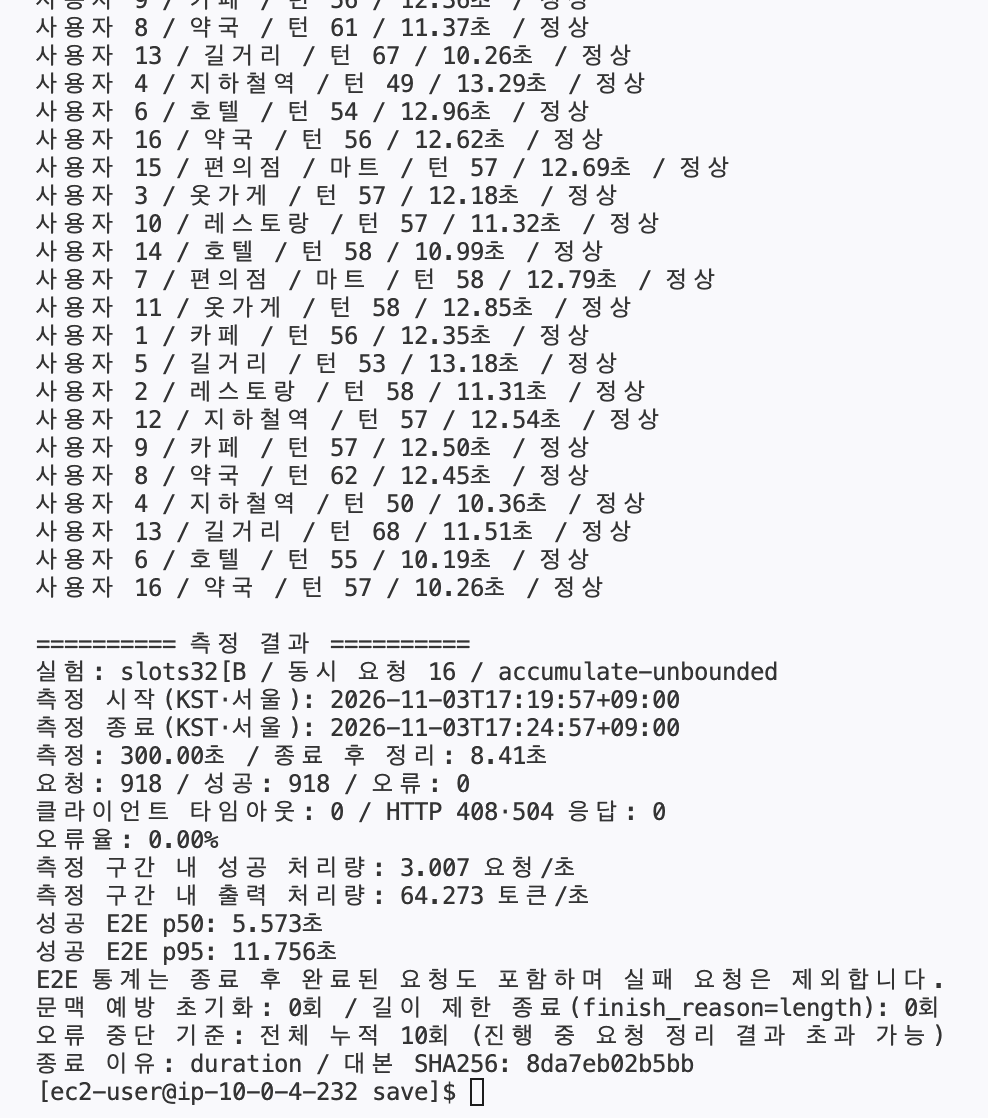 사용자 9 / 카페 / 턴 56 / 12.36초 / 정상
사용자 8 / 약국 / 턴 61 / 11.37초 / 정상
사용자 13 / 길거리 / 턴 67 / 10.26초 / 정상
사용자 4 / 지하철역 / 턴 49 / 13.29초 / 정상
사용자 6 / 호텔 / 턴 54 / 12.96초 / 정상
사용자 16 / 약국 / 턴 56 / 12.62초 / 정상
사용자 15 / 편의점 / 마트 / 턴 57 / 12.69초 / 정상
사용자 3 / 옷가게 / 턴 57 / 12.18초 / 정상
사용자 10 / 레스토랑 / 턴 57 / 11.32초 / 정상
사용자 14 / 호텔 / 턴 58 / 10.99초 / 정상
사용자 7 / 편의점 / 마트 / 턴 58 / 12.79초 / 정상
사용자 11 / 옷가게 / 턴 58 / 12.85초 / 정상
사용자 1 / 카페 / 턴 56 / 12.35초 / 정상
사용자 5 / 길거리 / 턴 53 / 13.18초 / 정상
사용자 2 / 레스토랑 / 턴 58 / 11.31초 / 정상
사용자 12 / 지하철역 / 턴 57 / 12.54초 / 정상
사용자 9 / 카페 / 턴 57 / 12.50초 / 정상
사용자 8 / 약국 / 턴 62 / 12.45초 / 정상
사용자 4 / 지하철역 / 턴 50 / 10.36초 / 정상
사용자 13 / 길거리 / 턴 68 / 11.51초 / 정상
사용자 6 / 호텔 / 턴 55 / 10.19초 / 정상
사용자 16 / 약국 / 턴 57 / 10.26초 / 정상
========== 측정 결과 ==========
실험: slots32[B / 동시 요청 16 / accumulate-unbounded
측정 시작(KST·서울): 2026-11-03T17:19:57+09:00
측정 종료(KST·서울): 2026-11-03T17:24:57+09:00
측정: 300.00초 / 종료 후 정리: 8.41초
요청: 918 / 성공: 918 / 오류: 0
클라이언트 타임아웃: 0 / HTTP 408·504 응답: 0
오류율: 0.00%
측정 구간 내 성공 처리량: 3.007 요청/초
측정 구간 내 출력 처리량: 64.273 토큰/초
성공 E2E p50: 5.573초
성공 E2E p95: 11.756초
E2E 통계는 종료 후 완료된 요청도 포함하며 실패 요청은 제외합니다.
문맥 예방 초기화: 0회 / 길이 제한 종료(finish_reason=length): 0회
오류 중단 기준: 전체 누적 10회 (진행 중 요청 정리 결과 초과 가능)
종료 이유: duration / 대본 SHA256: 8da7eb02b5bb
[ec2-user@ip-10-0-4-232 save]$